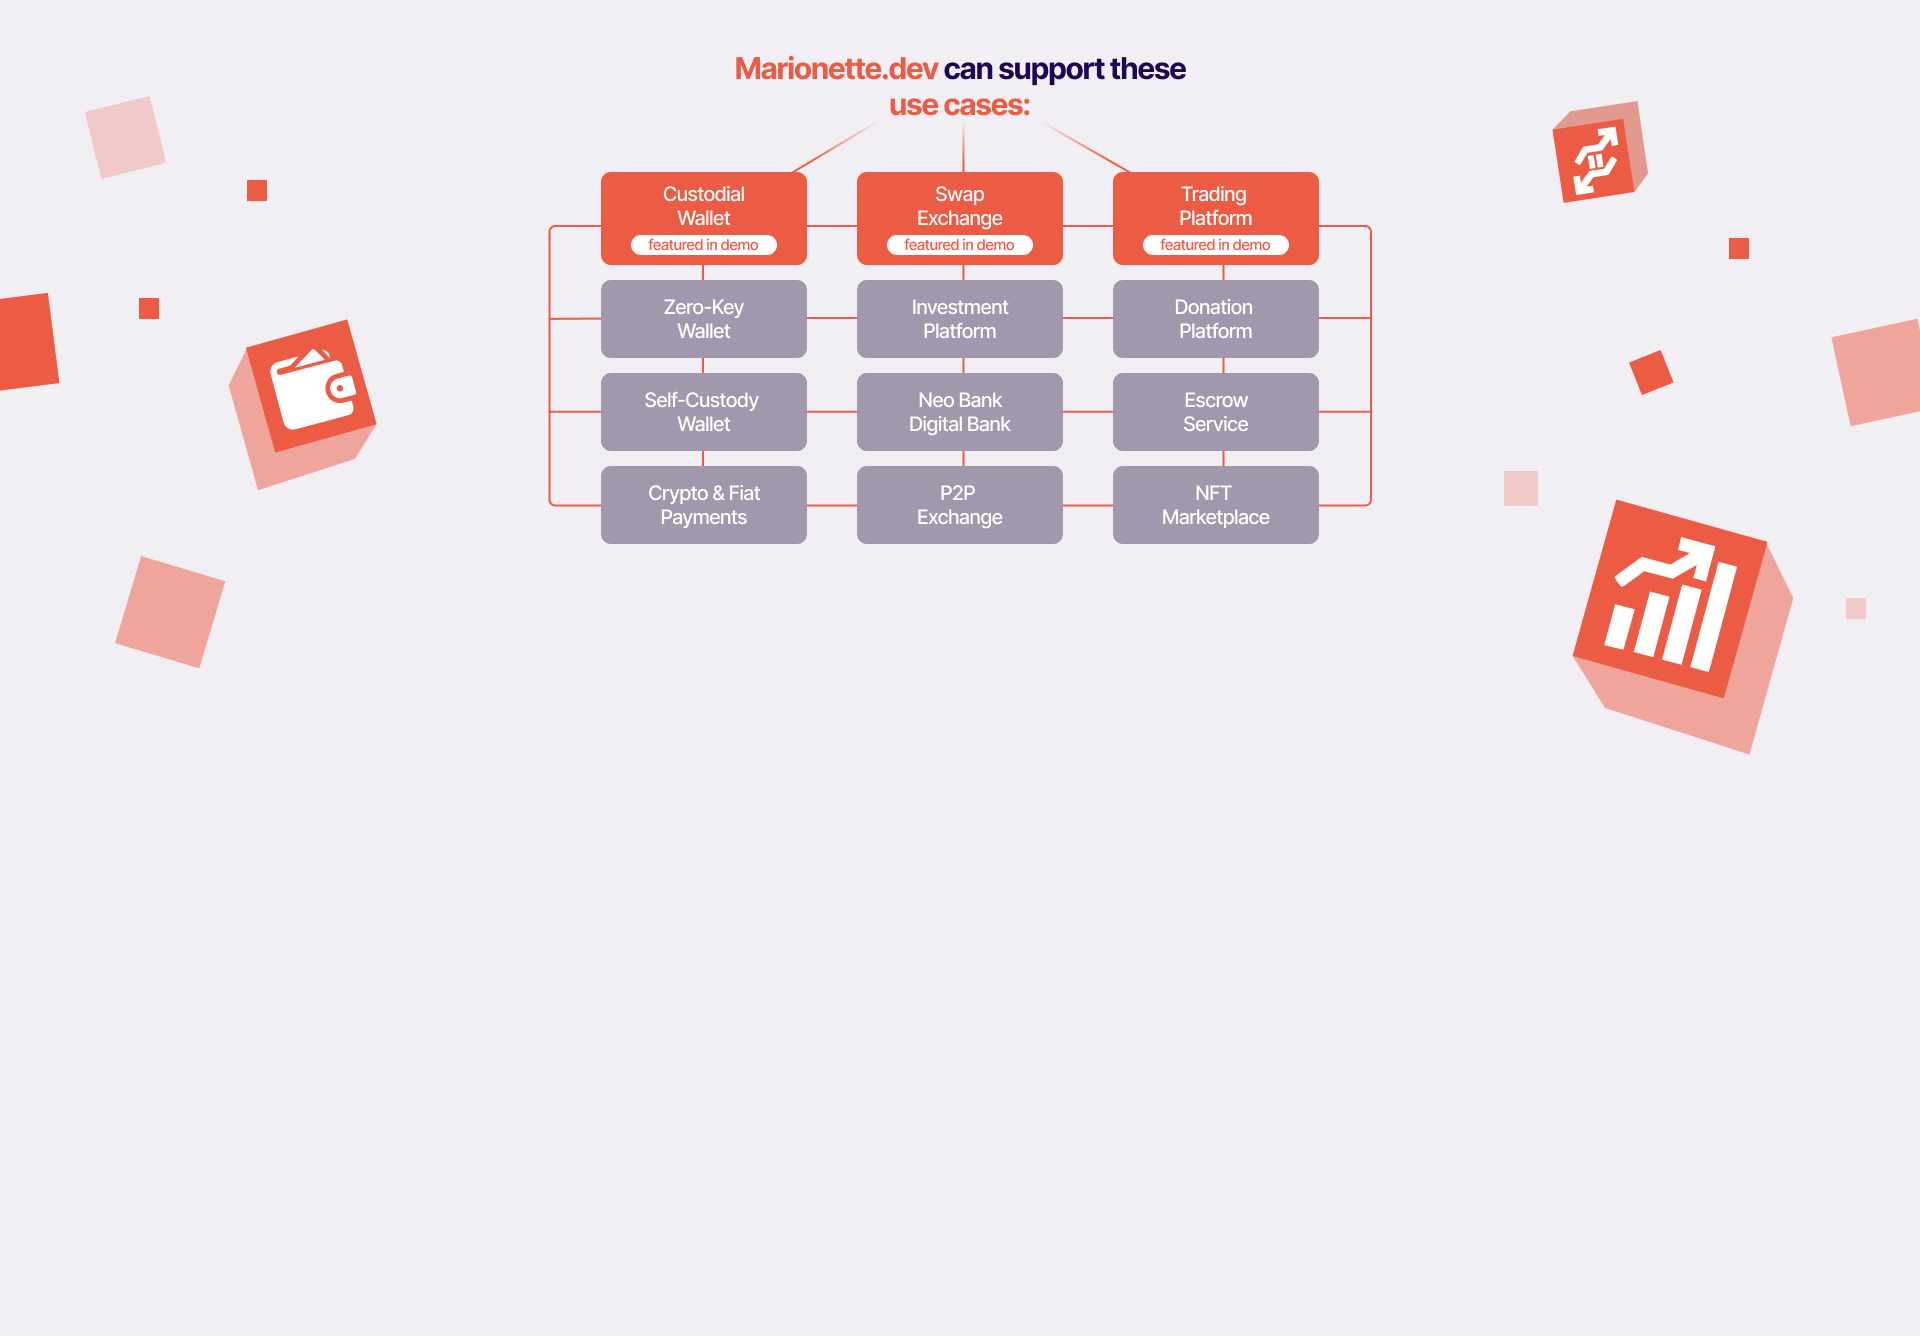 Marionette.dev can support these
use cases:
Custodial
Wallet
featured in demo
Swap
Exchange
featured in demo
Trading
Platform
featured in demo
Zero-Key
Wallet
Investment
Platform
Donation
Platform
Self-Custody
Wallet
Neo Bank
Digital Bank
Escrow
Service
Crypto & Fiat
Payments
P2P
Exchange
NFT
Marketplace